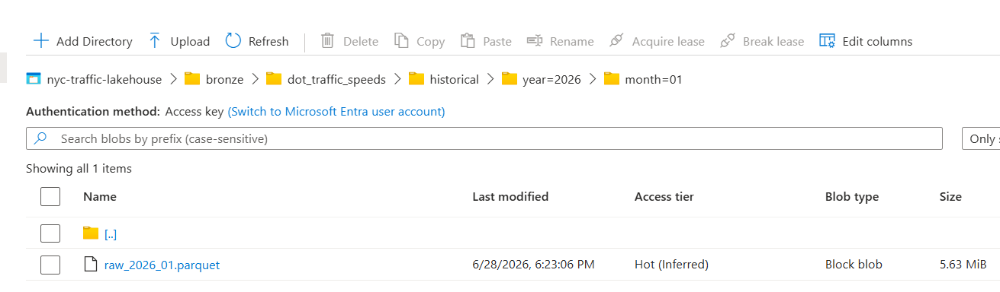 Add Directory Upload Refresh Delete Copy Paste Rename Acquire lease Break lease Edit columns
nyc-traffic-lakehouse bronze dot_traffic_speeds historical year=2026 month=01
Authentication method: Access key (Switch to Microsoft Entra user account)
Search blobs by prefix (case-sensitive) Only
Showing all 1 items
Name Last modified Access tier Blob type Size
[..]
raw_2026_01.parquet 6/28/2026, 6:23:06 PM Hot (Inferred) Block blob 5.63 MiB